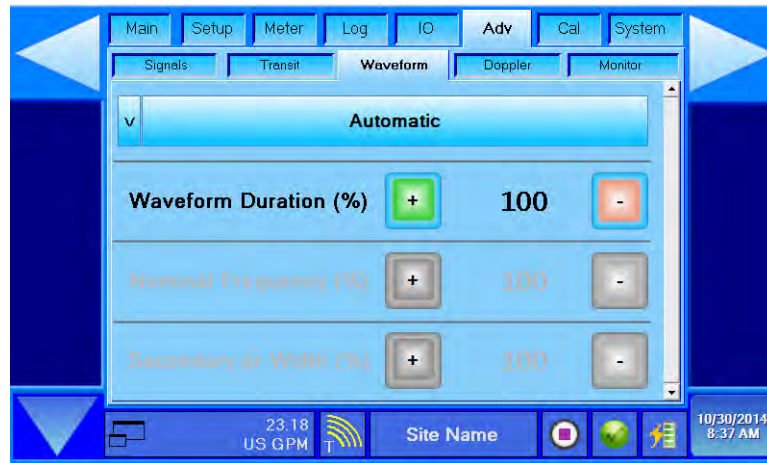 Main Setup Meter Log IO Adv Cal System
Signals Transit Waveform Doppler Monitor
v Automatic
Waveform Duration (%) + 100 -
Nominal Frequency (%) + 100 -
Secondary or Width (%) + 100 -
23.18
US GPM T Site Name
10/30/2014
8:37 AM